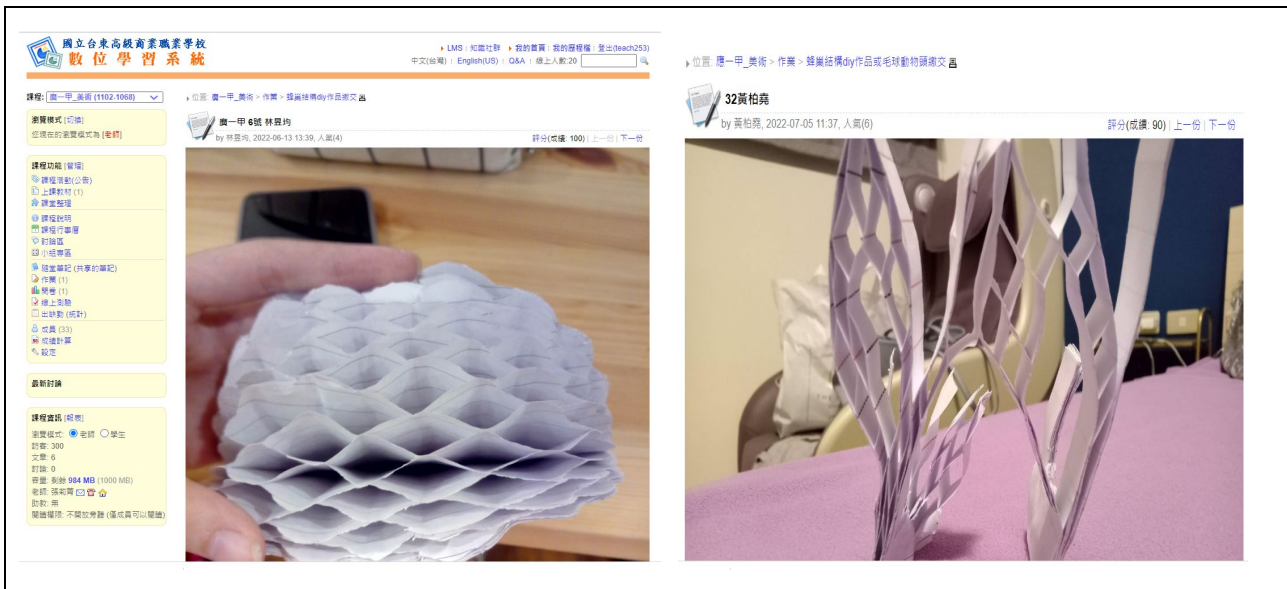 國立台東高級商業職業學校
數位學習系統
LMS | 知識社群 我的首頁 | 我的歷程檔 | 登出(teach253)
中文(台灣) | English(US) | Q&A | 線上人數:20
課程: 廣一甲_美術 (1102-1068)
瀏覽模式 [切換]
您現在的瀏覽模式為 [老師]
課程功能 [管理]
課程活動(公告)
上課教材 (1)
課堂整理
課程說明
課程行事曆
討論區
小組專區
隨堂筆記 (共享的筆記)
作業 (1)
問卷 (1)
線上測驗
出缺勤 (統計)
成員 (33)
成績計算
設定
最新討論
課程資訊 [報表]
瀏覽模式: 老師 學生
訪客: 300
文章: 6
討論: 0
容量: 剩餘 984 MB (1000 MB)
老師: 張莉菁
助教: 無
閱讀權限: 不開放旁聽 (僅成員可以閱讀)
位置: 廣一甲_美術 > 作業 > 蜂巢結構diy作品繳交
廣一甲 6號 林昱均
by 林昱均, 2022-06-13 13:39, 人氣(4)
評分(成績: 100) | 上一份 | 下一份
位置: 應一甲_美術 > 作業 > 蜂巢結構diy作品或毛球動物頭繳交
32黃柏堯
by 黃柏堯, 2022-07-05 11:37, 人氣(6)
評分(成績: 90) | 上一份 | 下一份